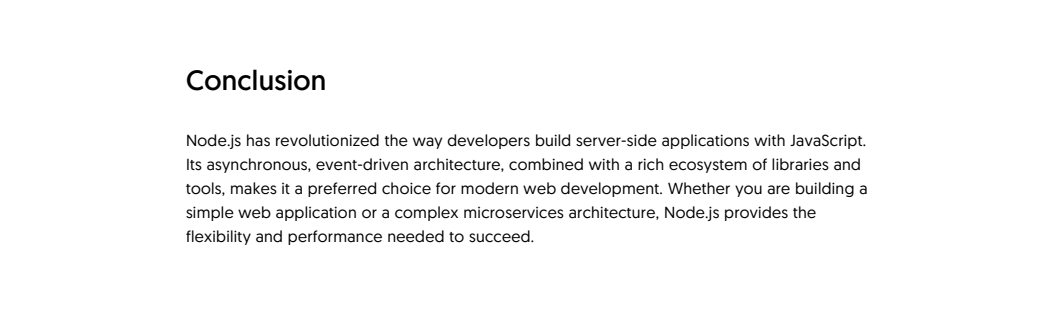 Conclusion
Node.js has revolutionized the way developers build server-side applications with JavaScript.
Its asynchronous, event-driven architecture, combined with a rich ecosystem of libraries and
tools, makes it a preferred choice for modern web development. Whether you are building a
simple web application or a complex microservices architecture, Node.js provides the
flexibility and performance needed to succeed.